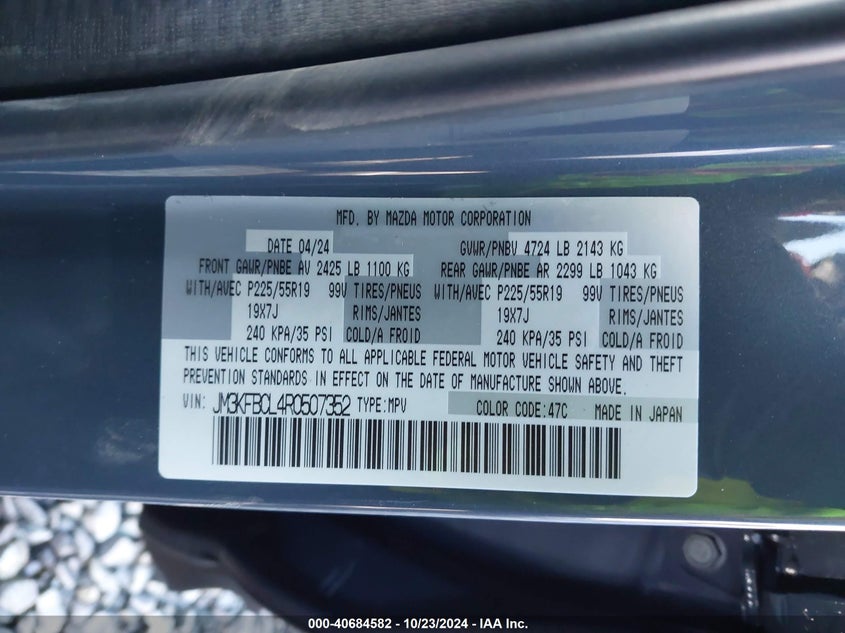 MFD. BY MAZDA MOTOR CORPORATION
DATE 04/24 GVWR/PNBV 4724 LB 2143 KG
FRONT GAWR/PNBE AV 2425 LB 1100 KG REAR GAWR/PNBE AR 2299 LB 1043 KG
WITH/AVEC P225/55R19 99V TIRES/PNEUS WITH/AVEC P225/55R19 99V TIRES/PNEUS
19X7J RIMS/JANTES 19X7J RIMS/JANTES
240 KPA/35 PSI COLD/A FROID 240 KPA/35 PSI COLD/A FROID
THIS VEHICLE CONFORMS TO ALL APPLICABLE FEDERAL MOTOR VEHICLE SAFETY AND THEFT
PREVENTION STANDARDS IN EFFECT ON THE DATE OF MANUFACTURE SHOWN ABOVE.
VIN: JM3KFBCL4R0507352 TYPE:MPV COLOR CODE:47C MADE IN JAPAN
000-40684582 - 10/23/2024 - IAA Inc.